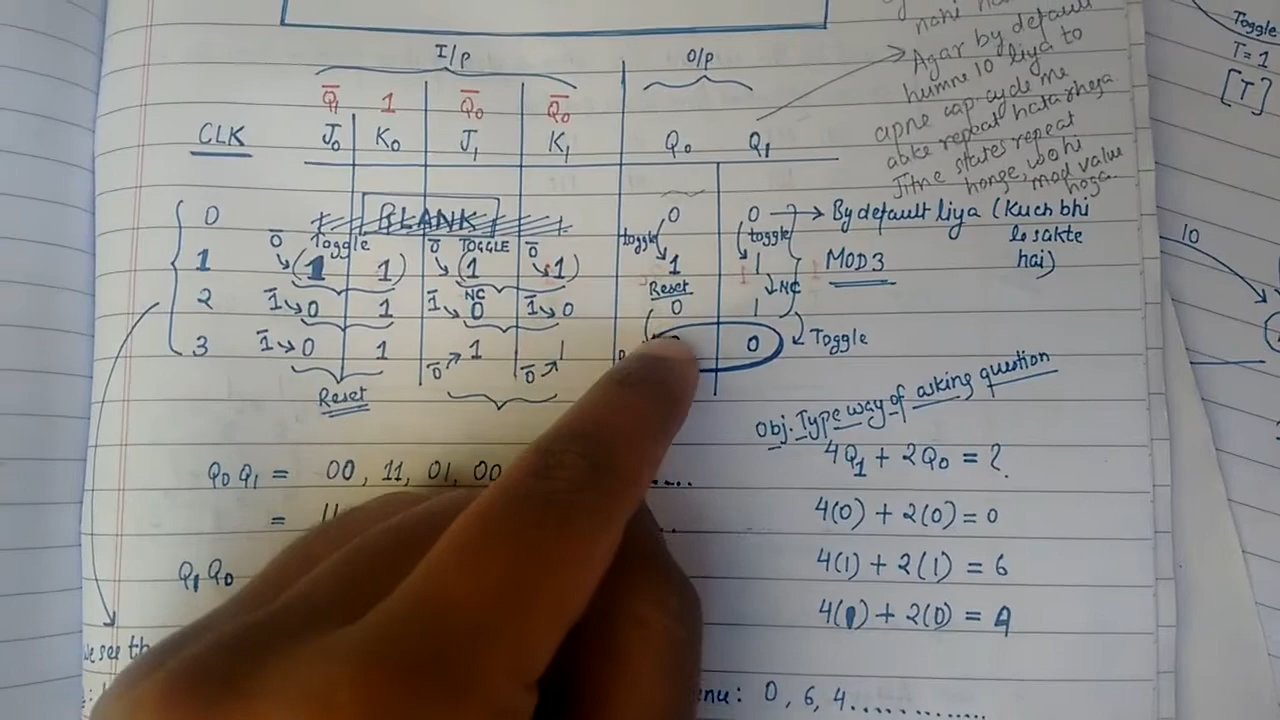 I/p O/p
Q̅1 1 Q̅0 Q̅0
CLK J0 K0 J1 K1 Q0 Q1
0 BLANK 0 0 → By default liya (Kuch bhi
le sakte
hai)
0̅ Toggle 0̅ TOGGLE 0̅ toggle toggle
1 (1 1) (1 1) 1 1 MOD3
NC Reset NC
2 1̅→0 1 1̅ 0 1̅→0 0 1
3 1̅→0 1 0̅ 1 0̅ 1 0 Toggle
Reset
Agar by default
humne 10 liya to
apne aap cycle me
aake repeat hota rhega
Jitne states repeat
honge, wohi
mod value
hoga
Toggle
T=1
[T]
10
Obj. Type way of asking question
4Q1 + 2Q0 = ?
4(0) + 2(0) = 0
4(1) + 2(1) = 6
4(1) + 2(0) = 4
Q0 Q1 = 00, 11, 01, 00 .....
= 11
Q1 Q0
we see th
: 0, 6, 4..............